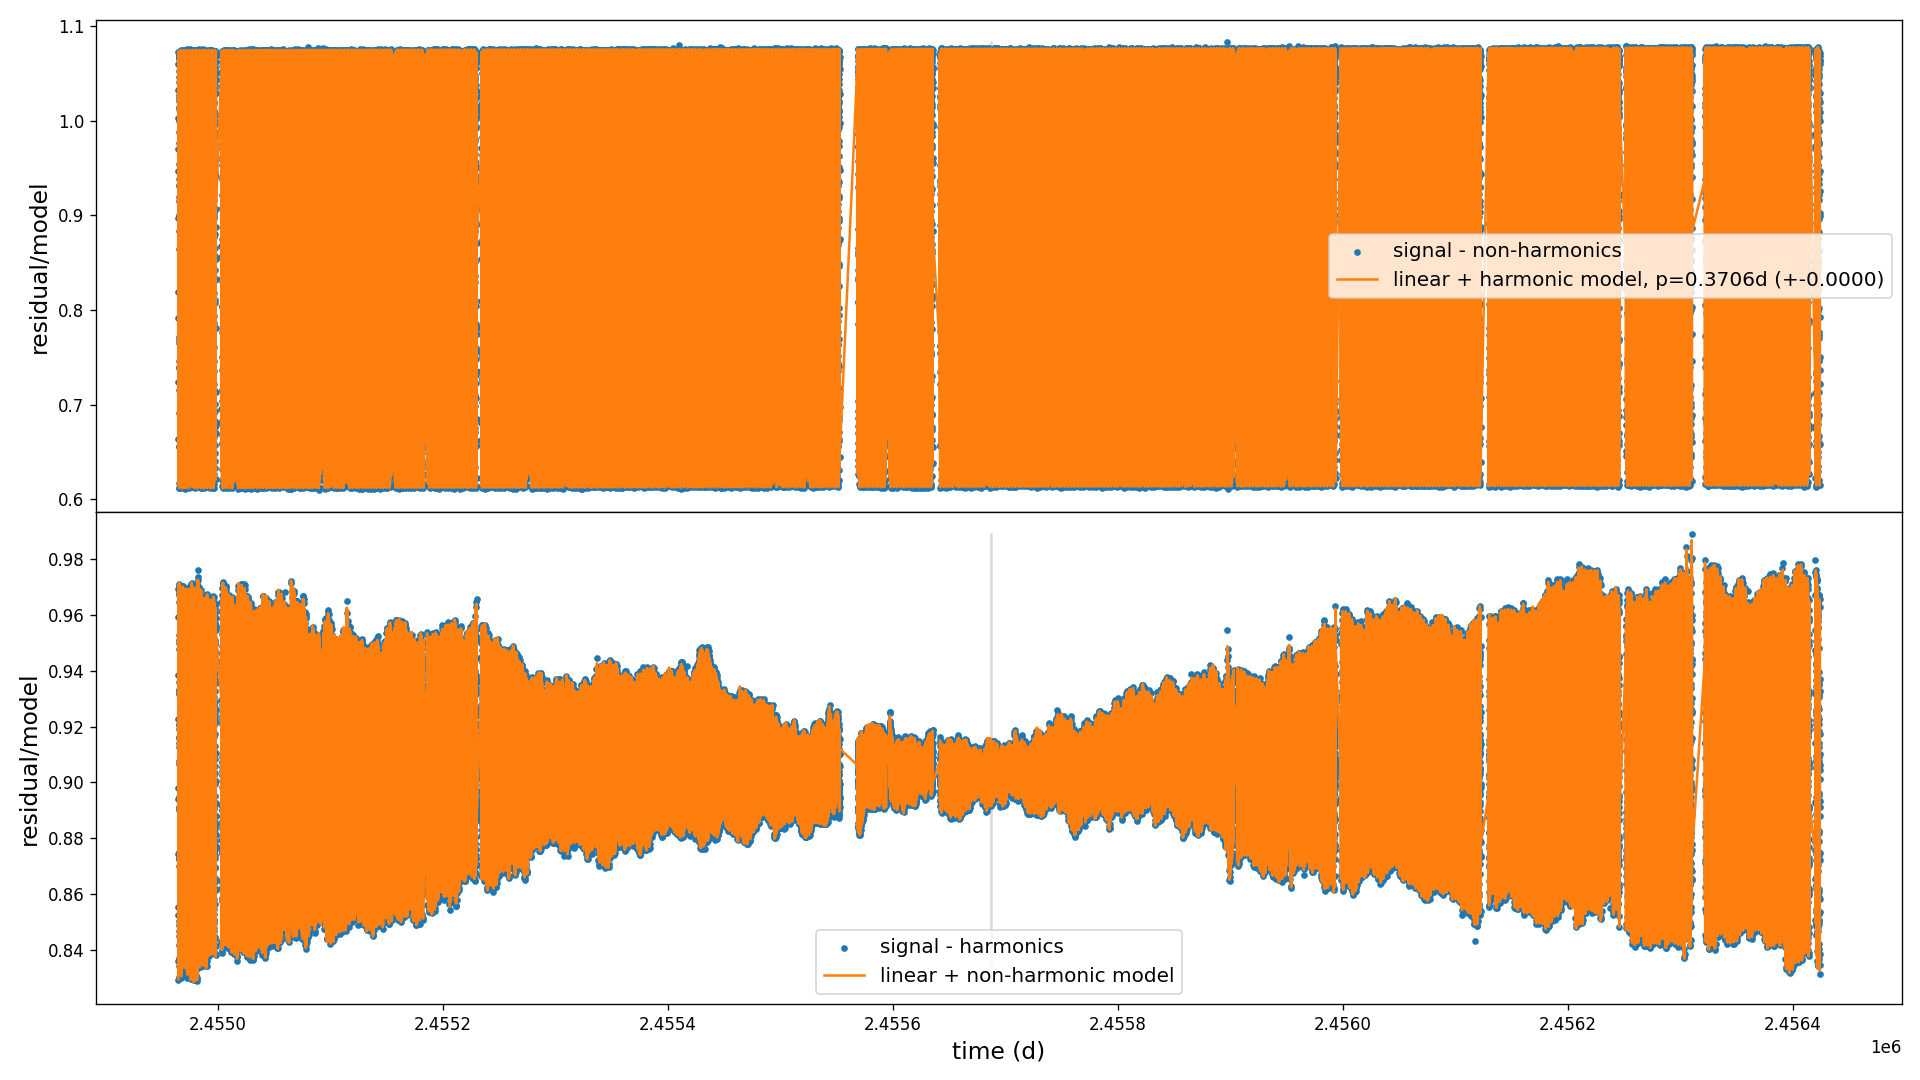 1.1
1.0
0.9
0.8
0.7
0.6
residual/model
signal - non-harmonics
linear + harmonic model, p=0.3706d (+-0.0000)
0.98
0.96
0.94
0.92
0.90
0.88
0.86
0.84
residual/model
signal - harmonics
linear + non-harmonic model
2.4550 2.4552 2.4554 2.4556 2.4558 2.4560 2.4562 2.4564
time (d)
1e6